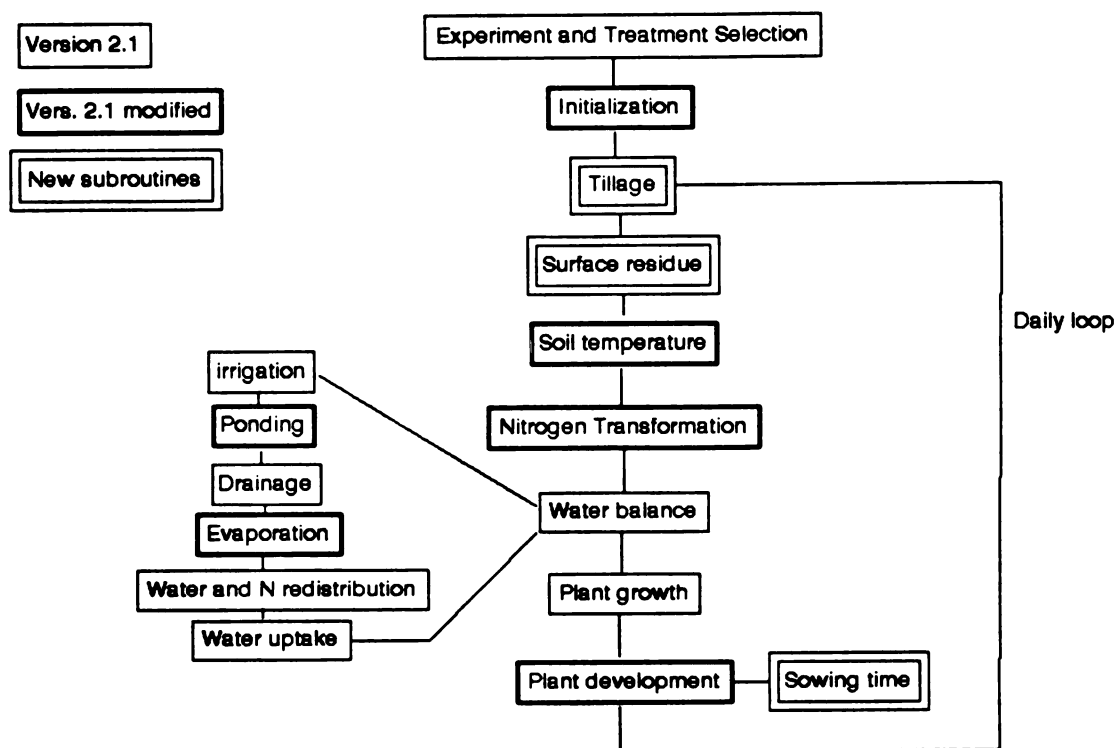 Version 2.1
Vers. 2.1 modified
New subroutines
Experiment and Treatment Selection
Initialization
Tillage
Surface residue
Soil temperature
Nitrogen Transformation
Water balance
Plant growth
Plant development
Sowing time
Daily loop
irrigation
Ponding
Drainage
Evaporation
Water and N redistribution
Water uptake